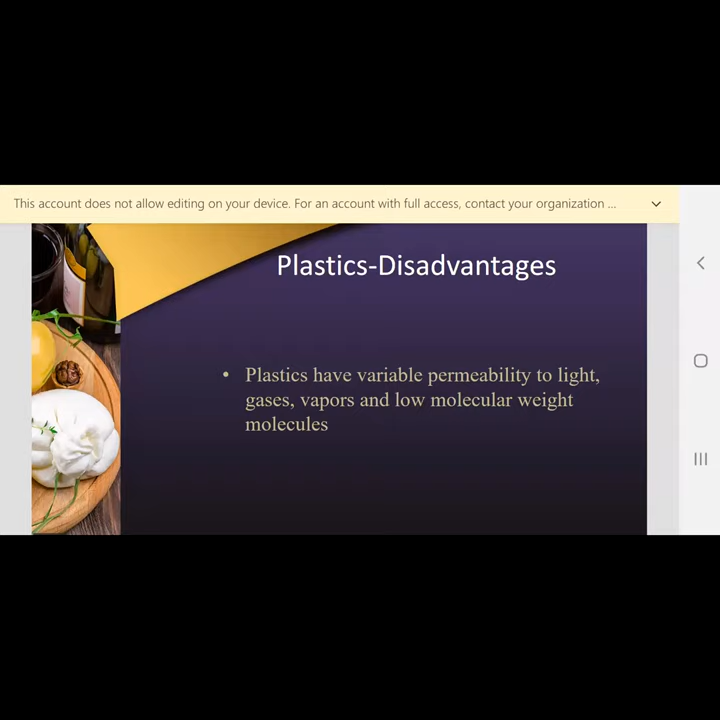 This account does not allow editing on your device. For an account with full access, contact your organization ...
Plastics-Disadvantages
• Plastics have variable permeability to light,
gases, vapors and low molecular weight
molecules